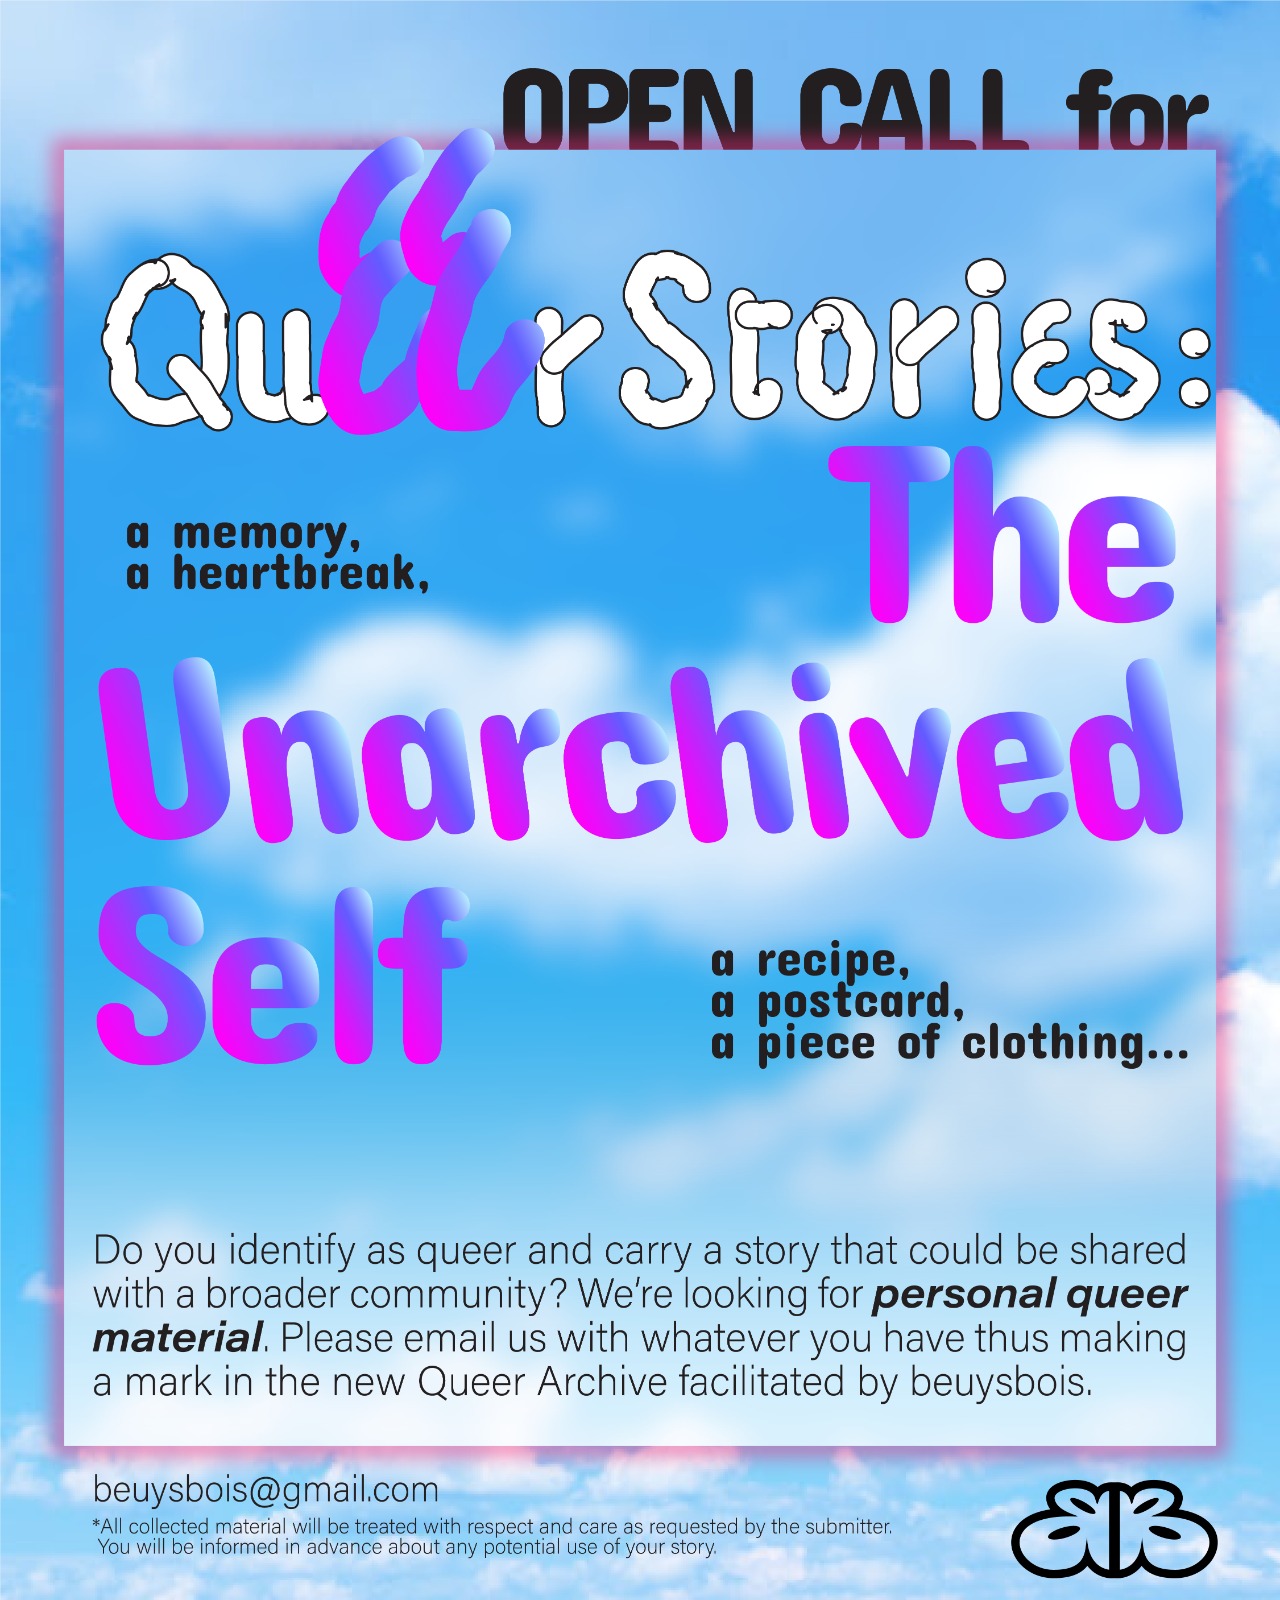 OPEN CALL for
QuEEr Stories:
The
a memory,
a heartbreak,
Unarchived
Self
a recipe,
a postcard,
a piece of clothing...
Do you identify as queer and carry a story that could be shared
with a broader community? We're looking for personal queer
material. Please email us with whatever you have thus making
a mark in the new Queer Archive facilitated by beuysbois.
beuysbois@gmail.com
*All collected material will be treated with respect and care as requested by the submitter.
You will be informed in advance about any potential use of your story.